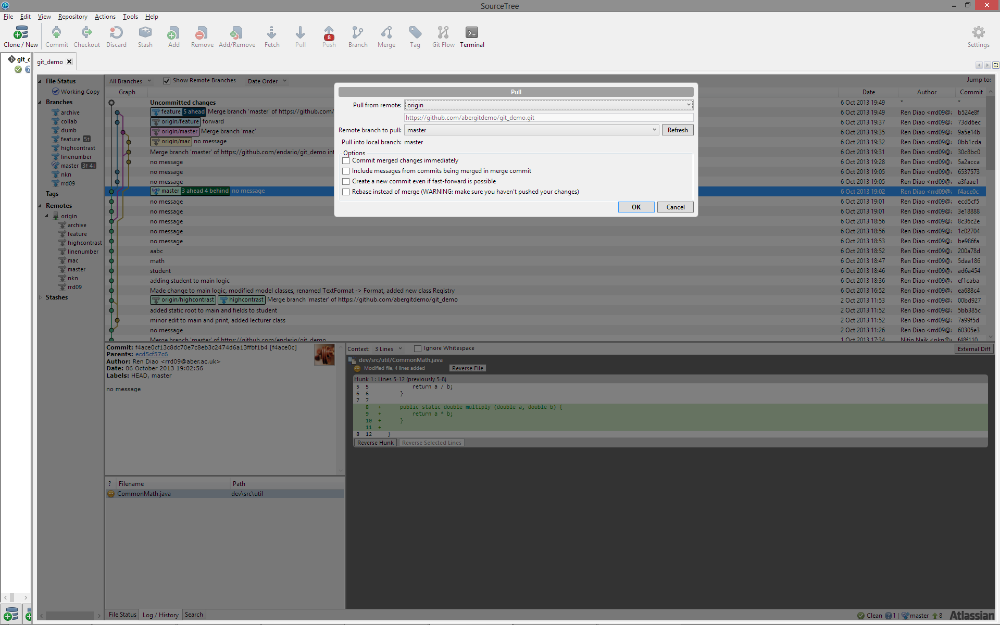 SourceTree
File Edit View Repository Actions Tools Help
Clone / New Commit Checkout Discard Stash Add Remove Add/Remove Fetch Pull 8 Push Branch Merge Tag Git Flow Terminal Settings
git_d
git_demo
File Status
Working Copy
Branches
archive
collab
dumb
feature 5↑
highcontrast
linenumber
master 3↑ 4↓
nkn
rrd09
Tags
Remotes
origin
archive
feature
highcontrast
linenumber
mac
master
nkn
rrd09
Stashes
All Branches Show Remote Branches Date Order Jump to:
Graph Date Author Commit
Uncommitted changes 6 Oct 2013 19:49 * *
feature 5 ahead Merge branch 'master' of https://github.com/ 6 Oct 2013 19:49 Ren Diao <rrd09@ b524e8f
origin/feature forward 6 Oct 2013 19:37 Ren Diao <rrd09@ 73dd6ec
origin/master Merge branch 'mac' 6 Oct 2013 19:35 Ren Diao <rrd09@ 9a5e14b
origin/mac no message 6 Oct 2013 19:32 Ren Diao <rrd09@ 0bb1cda
Merge branch 'master' of https://github.com/endario/git_demo int 6 Oct 2013 19:31 Ren Diao <rrd09@ 30c8bc0
no message 6 Oct 2013 19:28 Ren Diao <rrd09@ 5a2acca
no message 6 Oct 2013 19:05 Ren Diao <rrd09@ 6537573
no message 6 Oct 2013 19:05 Ren Diao <rrd09@ a3faae1
master 3 ahead 4 behind no message 6 Oct 2013 19:02 Ren Diao <rrd09@ f4ace0c
no message 6 Oct 2013 19:01 Ren Diao <rrd09@ ecd5cf5
no message 6 Oct 2013 19:01 Ren Diao <rrd09@ 3e18888
no message 6 Oct 2013 18:56 Ren Diao <rrd09@ 8c36c2e
no message 6 Oct 2013 18:56 Ren Diao <rrd09@ 1c02704
no message 6 Oct 2013 18:53 Ren Diao <rrd09@ be986fa
aabc 6 Oct 2013 18:52 Ren Diao <rrd09@ 200a78d
math 6 Oct 2013 18:47 Ren Diao <rrd09@ 5daa186
student 6 Oct 2013 18:46 Ren Diao <rrd09@ ad6a454
adding student to main logic 6 Oct 2013 18:36 Ren Diao <rrd09@ ef1caba
Made change to main logic, modified model classes, renamed TextFormat -> Format, added new class Registry 6 Oct 2013 16:52 Ren Diao <rrd09@ ea688c4
origin/highcontrast highcontrast Merge branch 'master' of https://github.com/abergitdemo/git_demo 2 Oct 2013 11:53 Ren Diao <rrd09@ 00bd927
added static root to main and fields to student 2 Oct 2013 11:52 Ren Diao <rrd09@ 5bb385c
minor edit to main and print, added lecturer class 2 Oct 2013 11:52 Ren Diao <rrd09@ 7a99f5d
no message 2 Oct 2013 11:26 Ren Diao <rrd09@ 60305e3
Merge branch 'master' of https://github.com/endario/git_demo 1 Oct 2013 17:34 Nitin Naik <nkn@ f48f110
Pull
Pull from remote: origin
https://github.com/abergitdemo/git_demo.git
Remote branch to pull: master Refresh
Pull into local branch: master
Options
Commit merged changes immediately
Include messages from commits being merged in merge commit
Create a new commit even if fast-forward is possible
Rebase instead of merge (WARNING: make sure you haven't pushed your changes)
OK Cancel
Commit: f4ace0cf13c8dc70e7c8eb3c2474d6a13ffbf1b4 [f4ace0c]
Parents: ecd5cf57c6
Author: Ren Diao <rrd09@aber.ac.uk>
Date: 06 October 2013 19:02:56
Labels: HEAD, master
no message
? Filename Path
CommonMath.java dev\src\util
Context: 3 Lines Ignore Whitespace External Diff
dev/src/util/CommonMath.java
Modified file, 4 lines added Reverse File
Hunk 1 : Lines 5-12 (previously 5-8)
5 5 return a / b;
6 6 }
7 7
8 + public static double multiply (double a, double b) {
9 + return a * b;
10 + }
11 +
8 12 }
Reverse Hunk Reverse Selected Lines
File Status Log / History Search
Clean 1 master 8 Atlassian